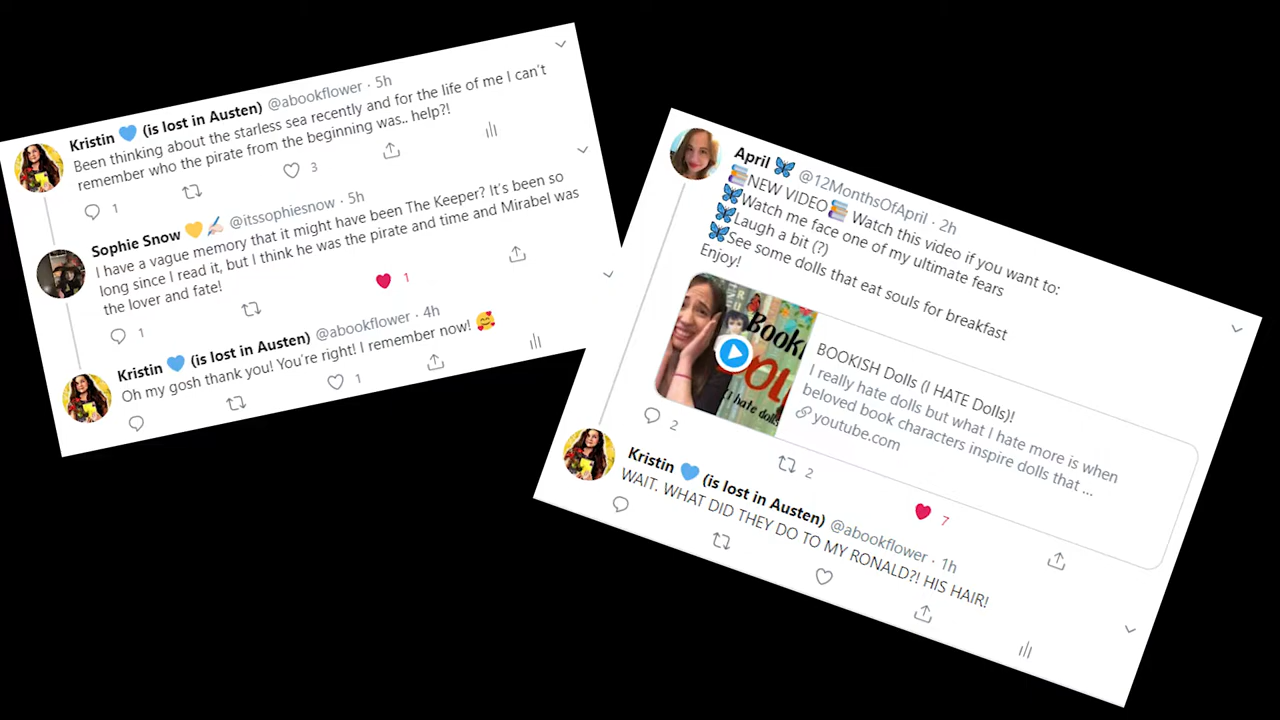 Kristin 💙 (is lost in Austen) @abookflower · 5h
Been thinking about the starless sea recently and for the life of me I can't
remember who the pirate from the beginning was.. help?!
1
3
Sophie Snow 💛 ✍🏻 @itssophiesnow · 5h
I have a vague memory that it might have been The Keeper? It's been so
long since I read it, but I think he was the pirate and time and Mirabel was
the lover and fate!
1
1
Kristin 💙 (is lost in Austen) @abookflower · 4h
Oh my gosh thank you! You're right! I remember now! 🥰
1
April 🦋 @12MonthsOfApril · 2h
📚NEW VIDEO📚 Watch this video if you want to:
🦋Watch me face one of my ultimate fears
🦋Laugh a bit (?)
🦋See some dolls that eat souls for breakfast
Enjoy!
BOOKISH Dolls (I HATE Dolls)!
I really hate dolls but what I hate more is when
beloved book characters inspire dolls that ...
youtube.com
2
2
7
Kristin 💙 (is lost in Austen) @abookflower · 1h
WAIT. WHAT DID THEY DO TO MY RONALD?! HIS HAIR!